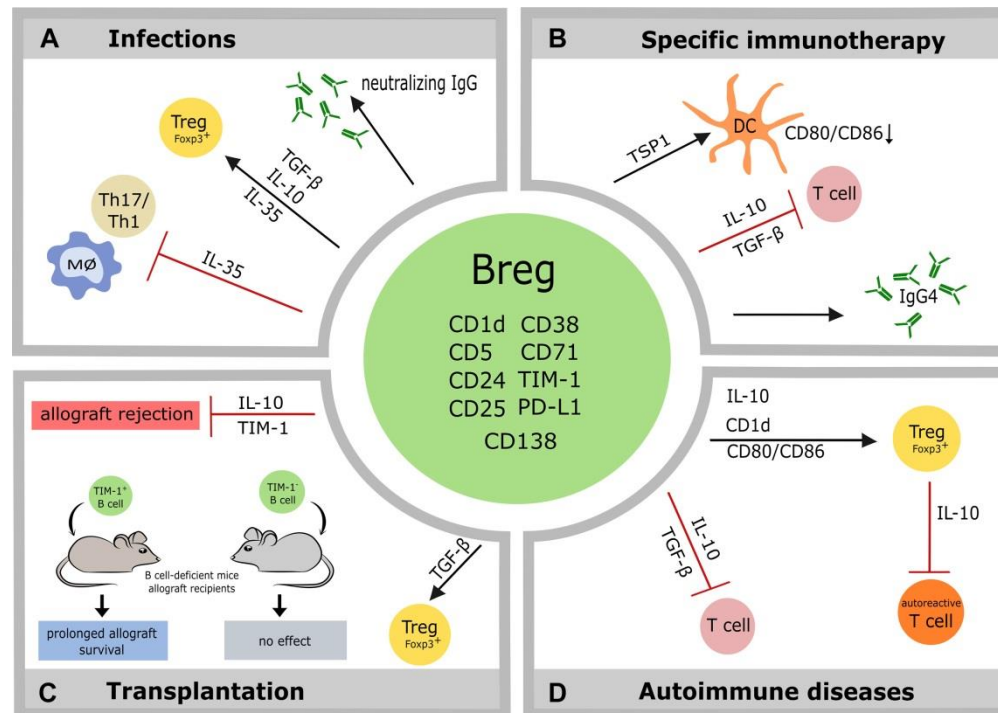 A Infections
neutralizing IgG
Treg
Foxp3+
TGF-β
IL-10
IL-35
Th17/
Th1
MØ
IL-35
B Specific immunotherapy
TSP1
DC
CD80/CD86↓
IL-10
TGF-β
T cell
IgG4
Breg
CD1d CD38
CD5 CD71
CD24 TIM-1
CD25 PD-L1
CD138
allograft rejection
IL-10
TIM-1
TIM-1+
B cell
TIM-1-
B cell
B cell-deficient mice
allograft recipients
prolonged allograft
survival
no effect
TGF-β
Treg
Foxp3+
C Transplantation
IL-10
CD1d
CD80/CD86
Treg
Foxp3+
IL-10
TGF-β
T cell
IL-10
autoreactive
T cell
D Autoimmune diseases